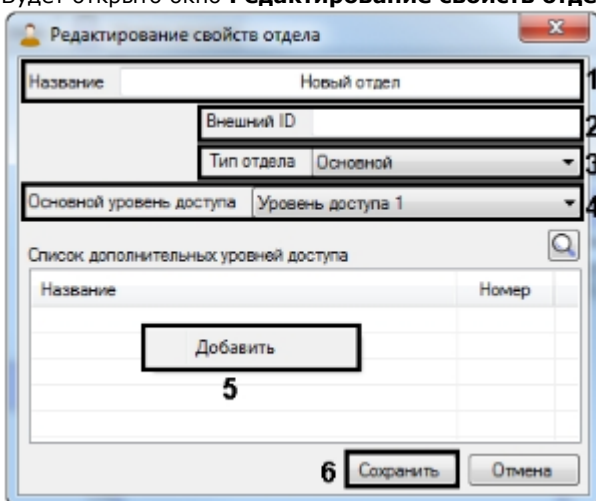 Будет открыто окно Редактирование свойств отде
Редактирование свойств отдела
Название Новый отдел 1
Внешний ID 2
Тип отдела Основной 3
Основной уровень доступа Уровень доступа 1 4
Список дополнительных уровней доступа
Название Номер
Добавить
5
6 Сохранить Отмена